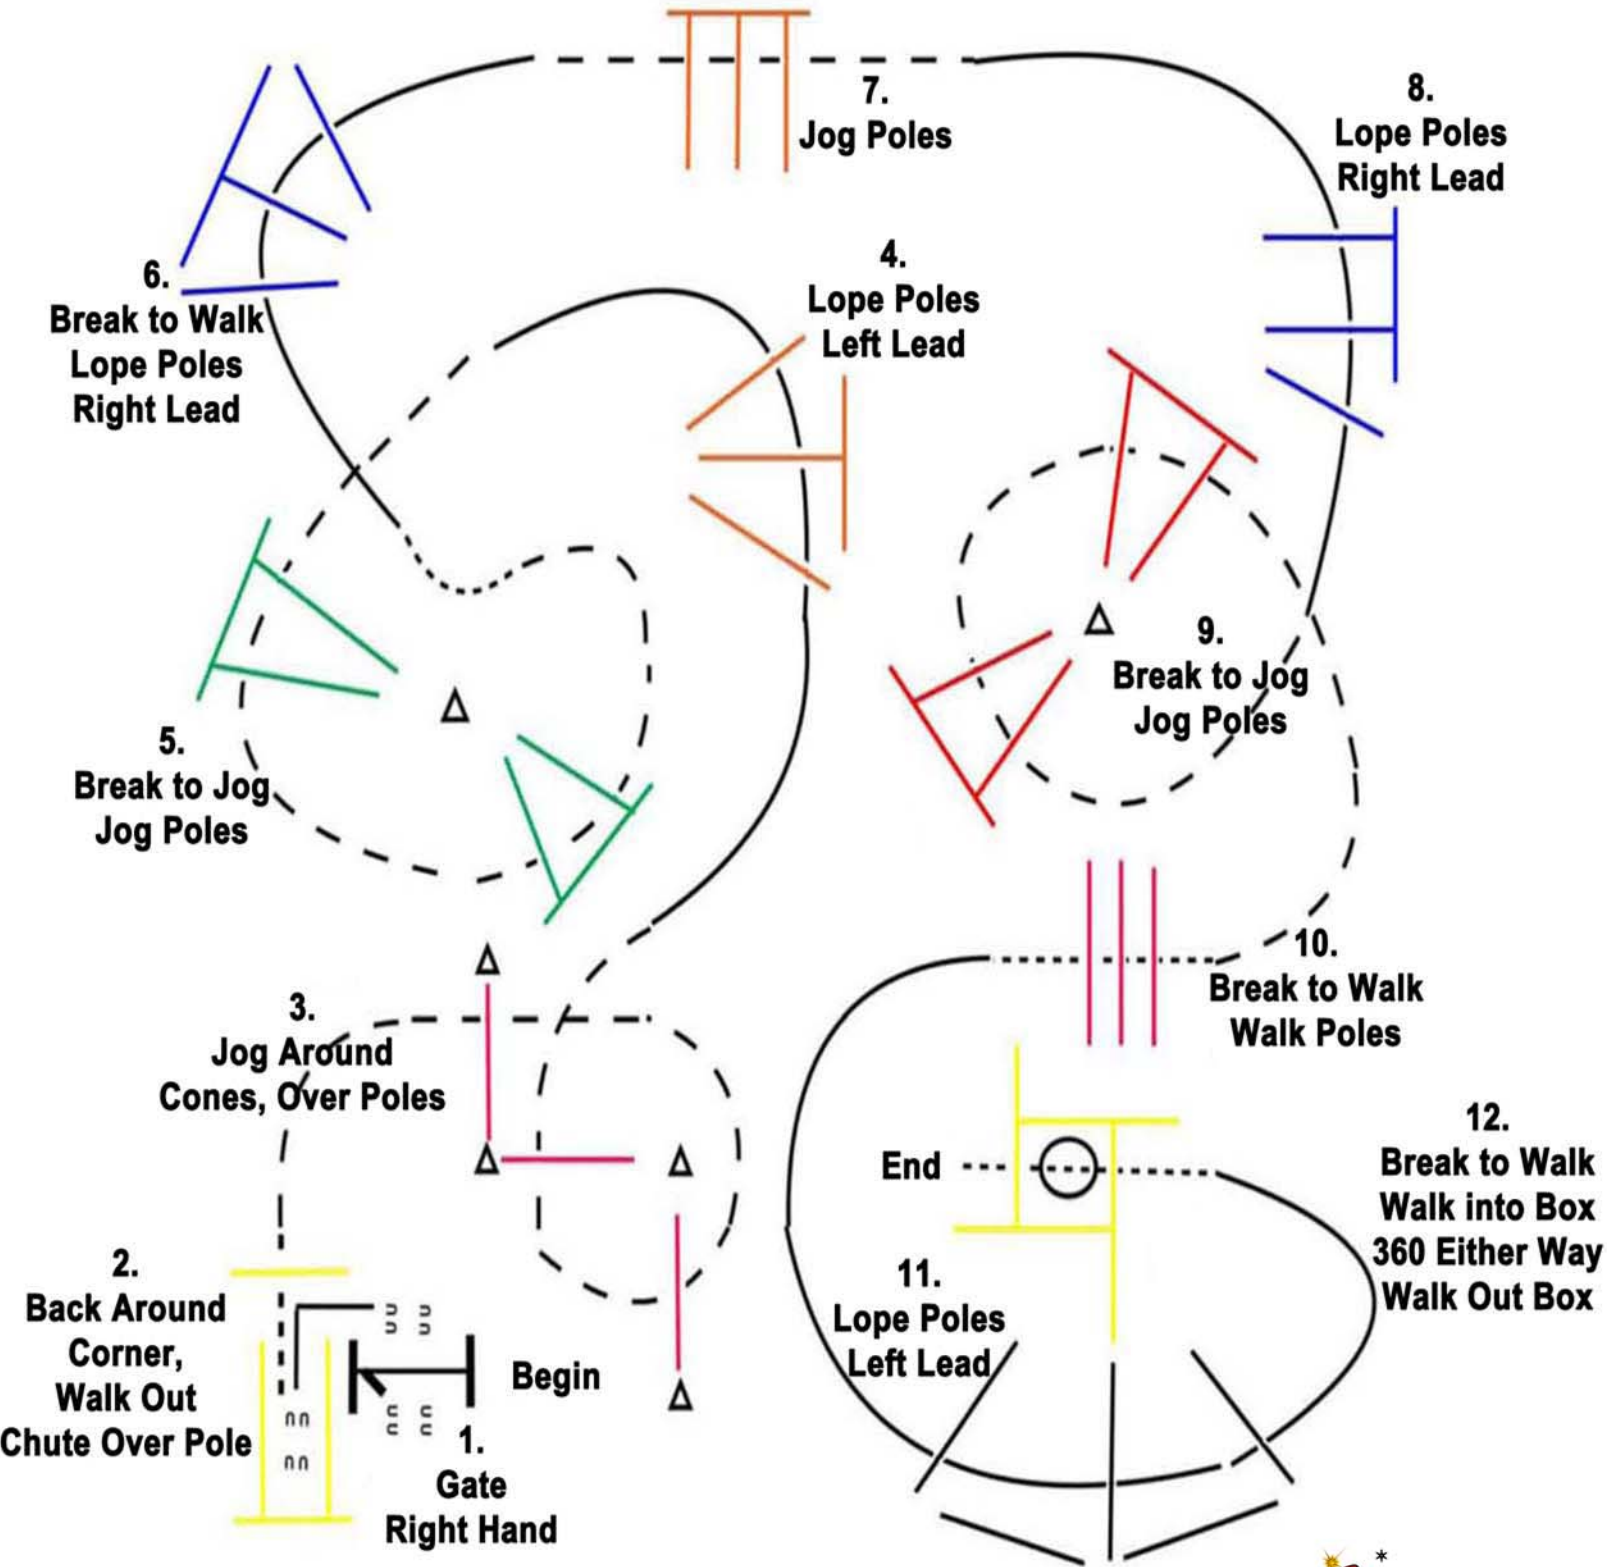 7.
Jog Poles
8.
Lope Poles
Right Lead
4.
Lope Poles
Left Lead
6.
Break to Walk
Lope Poles
Right Lead
9.
Break to Jog
Jog Poles
5.
Break to Jog
Jog Poles
10.
Break to Walk
Walk Poles
3.
Jog Around
Cones, Over Poles
12.
Break to Walk
Walk into Box
360 Either Way
Walk Out Box
End
11.
Lope Poles
Left Lead
2.
Back Around
Corner,
Walk Out
Chute Over Pole
Begin
1.
Gate
Right Hand